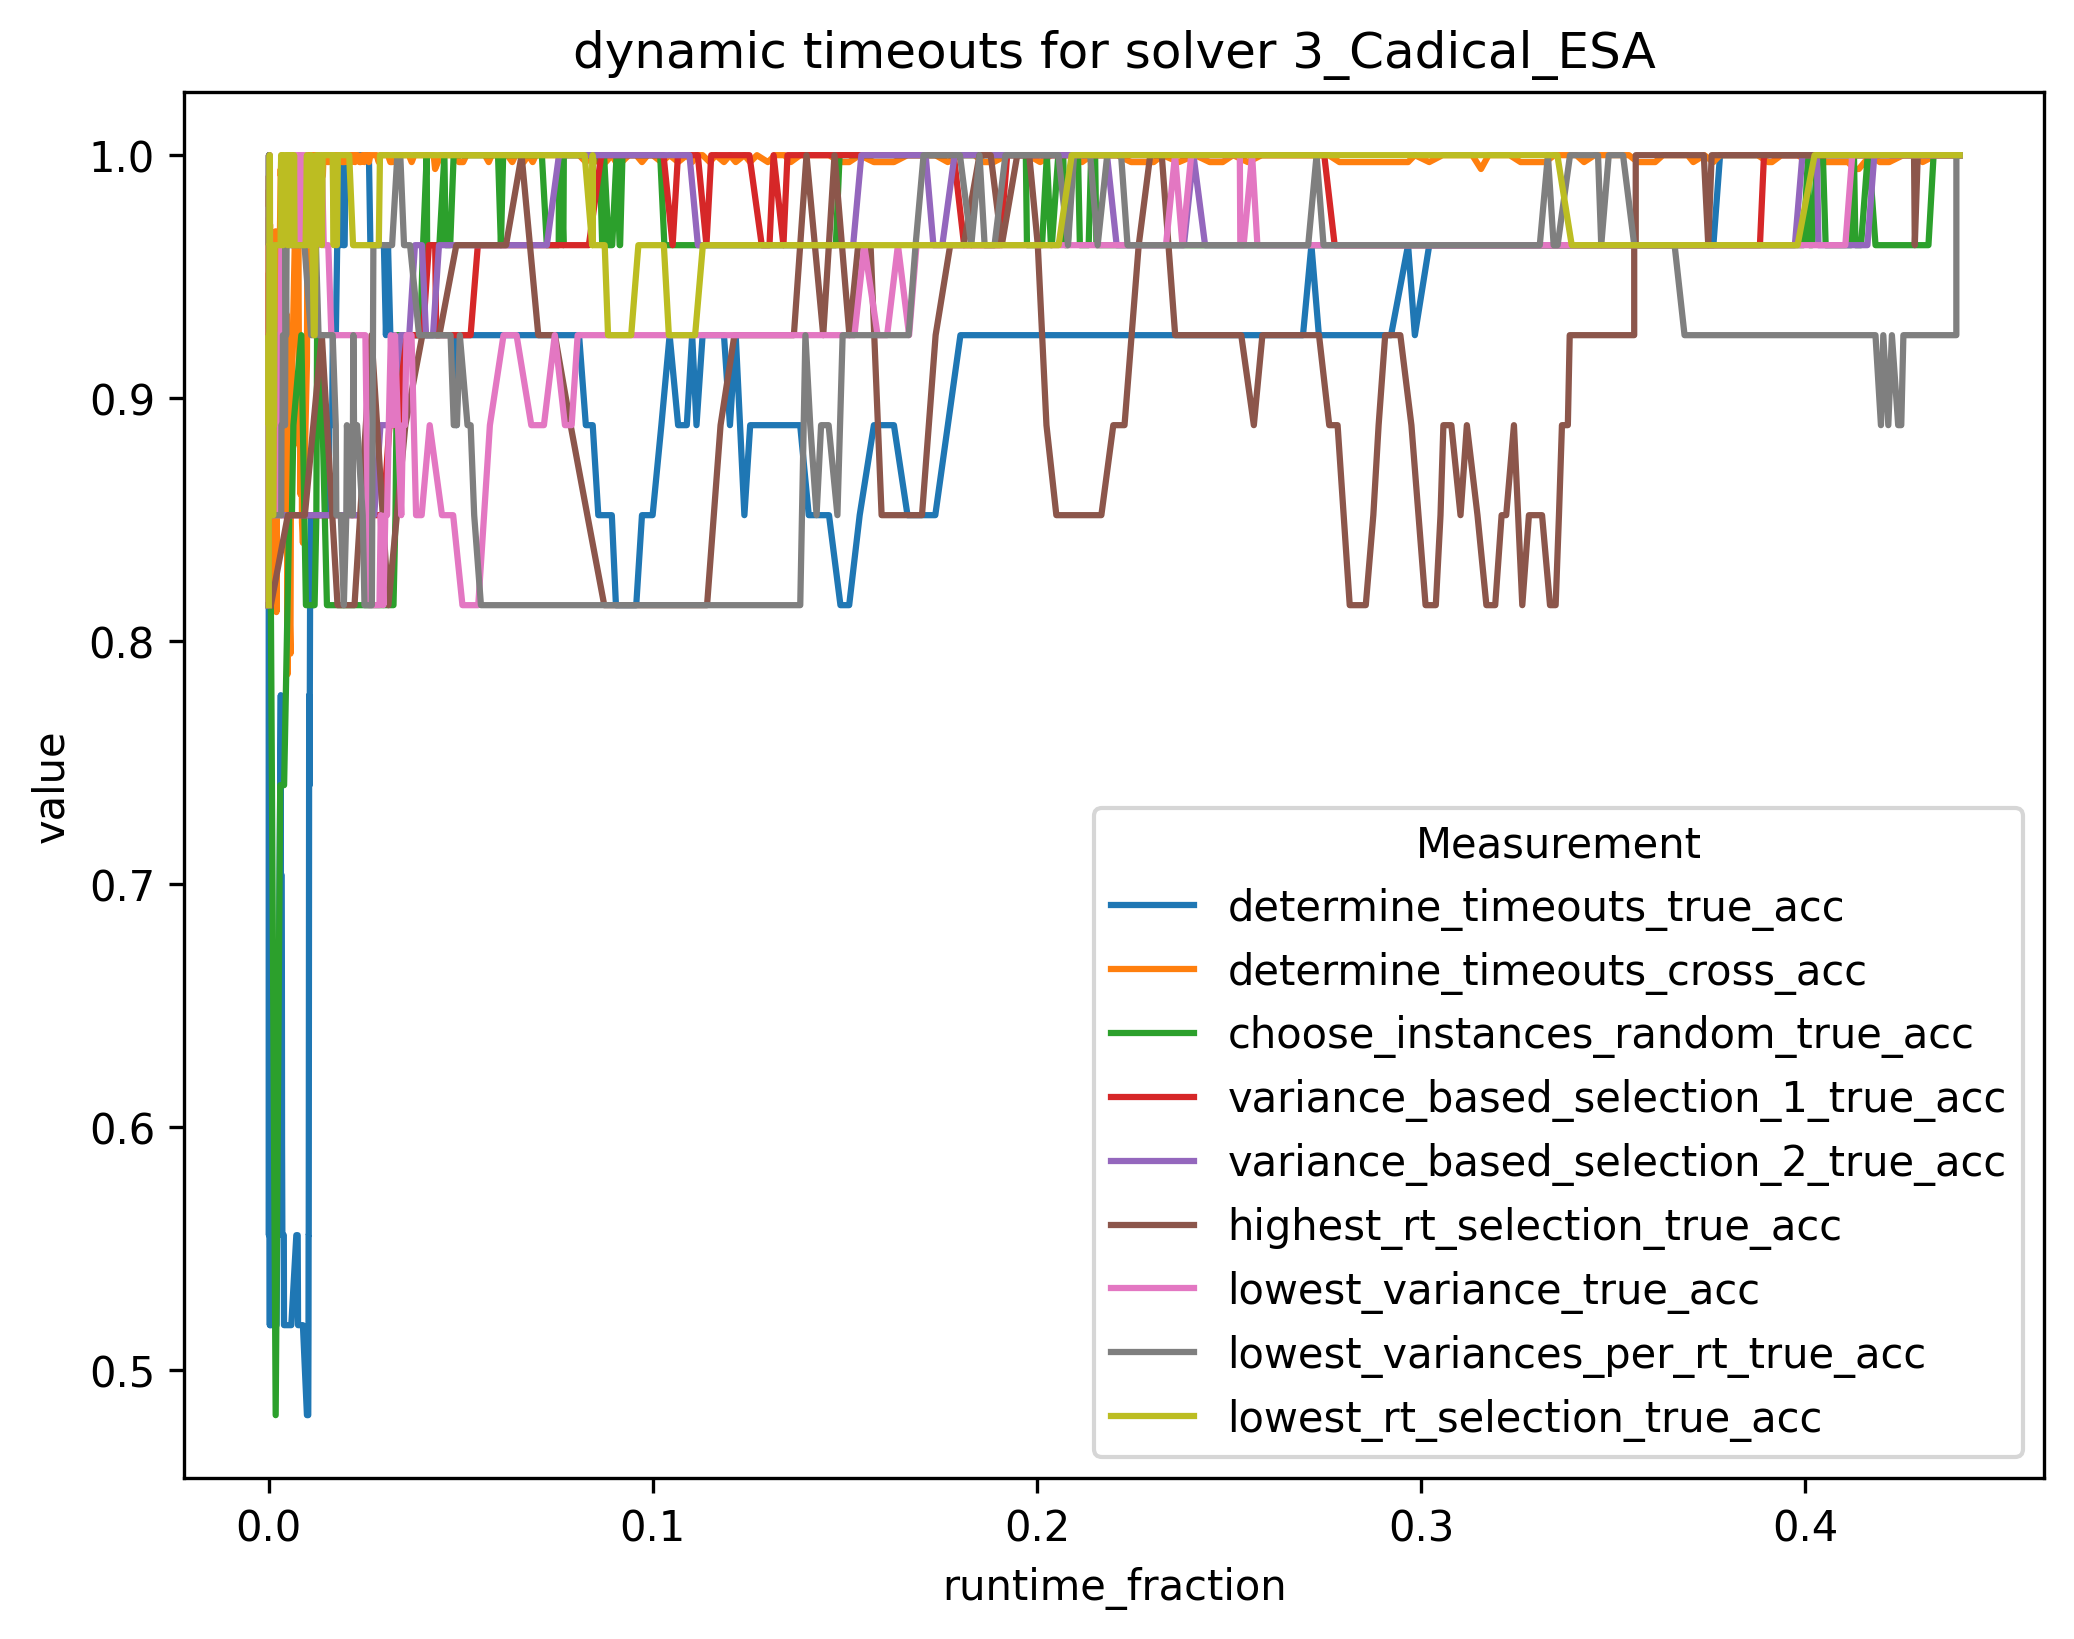 dynamic timeouts for solver 3_Cadical_ESA
1.0
0.9
0.8
0.7
0.6
0.5
value
Measurement
determine_timeouts_true_acc
determine_timeouts_cross_acc
choose_instances_random_true_acc
variance_based_selection_1_true_acc
variance_based_selection_2_true_acc
highest_rt_selection_true_acc
lowest_variance_true_acc
lowest_variances_per_rt_true_acc
lowest_rt_selection_true_acc
0.0 0.1 0.2 0.3 0.4
runtime_fraction